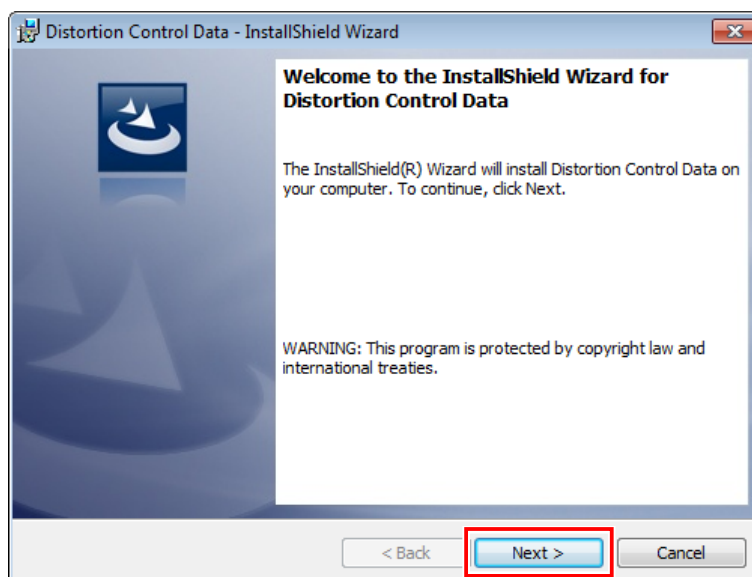 Distortion Control Data - InstallShield Wizard
Welcome to the InstallShield Wizard for
Distortion Control Data
The InstallShield(R) Wizard will install Distortion Control Data on
your computer. To continue, click Next.
WARNING: This program is protected by copyright law and
international treaties.
< Back
Next >
Cancel